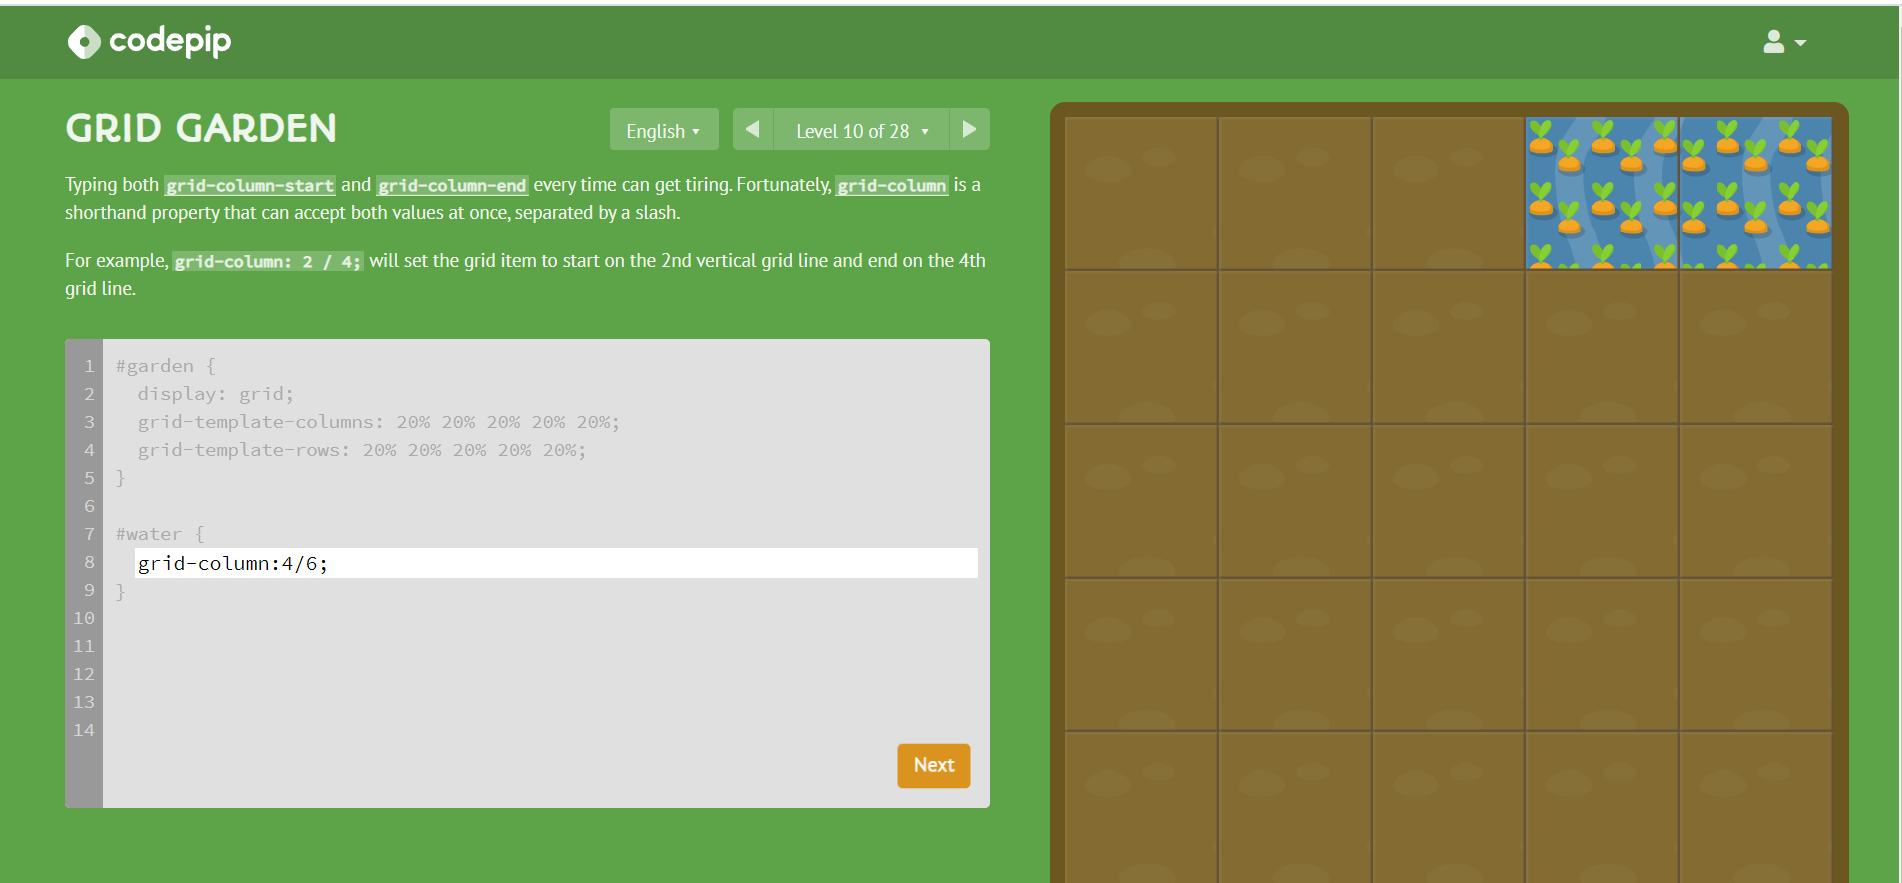 codepip
GRID GARDEN
English ▾
◀ Level 10 of 28 ▾ ▶
Typing both grid-column-start and grid-column-end every time can get tiring. Fortunately, grid-column is a
shorthand property that can accept both values at once, separated by a slash.
For example, grid-column: 2 / 4; will set the grid item to start on the 2nd vertical grid line and end on the 4th
grid line.
1 #garden {
2 display: grid;
3 grid-template-columns: 20% 20% 20% 20% 20%;
4 grid-template-rows: 20% 20% 20% 20% 20%;
5 }
6
7 #water {
8 grid-column:4/6;
9 }
10
11
12
13
14
Next